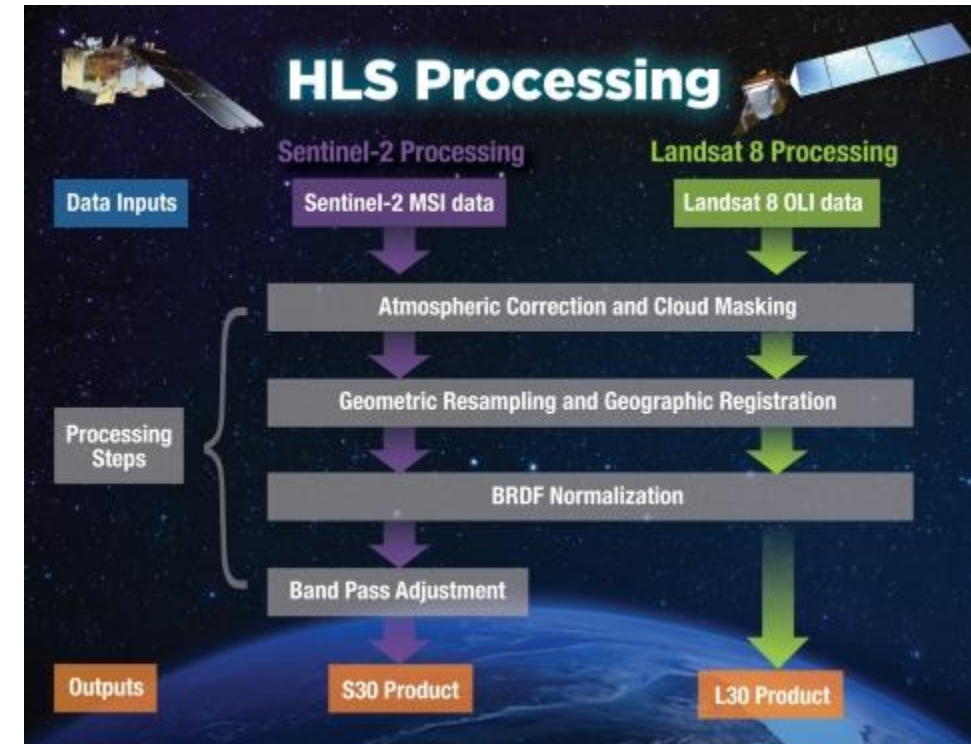 HLS Processing
Sentinel-2 Processing
Landsat 8 Processing
Data Inputs
Sentinel-2 MSI data
Landsat 8 OLI data
Atmospheric Correction and Cloud Masking
Geometric Resampling and Geographic Registration
Processing
Steps
BRDF Normalization
Band Pass Adjustment
Outputs
S30 Product
L30 Product